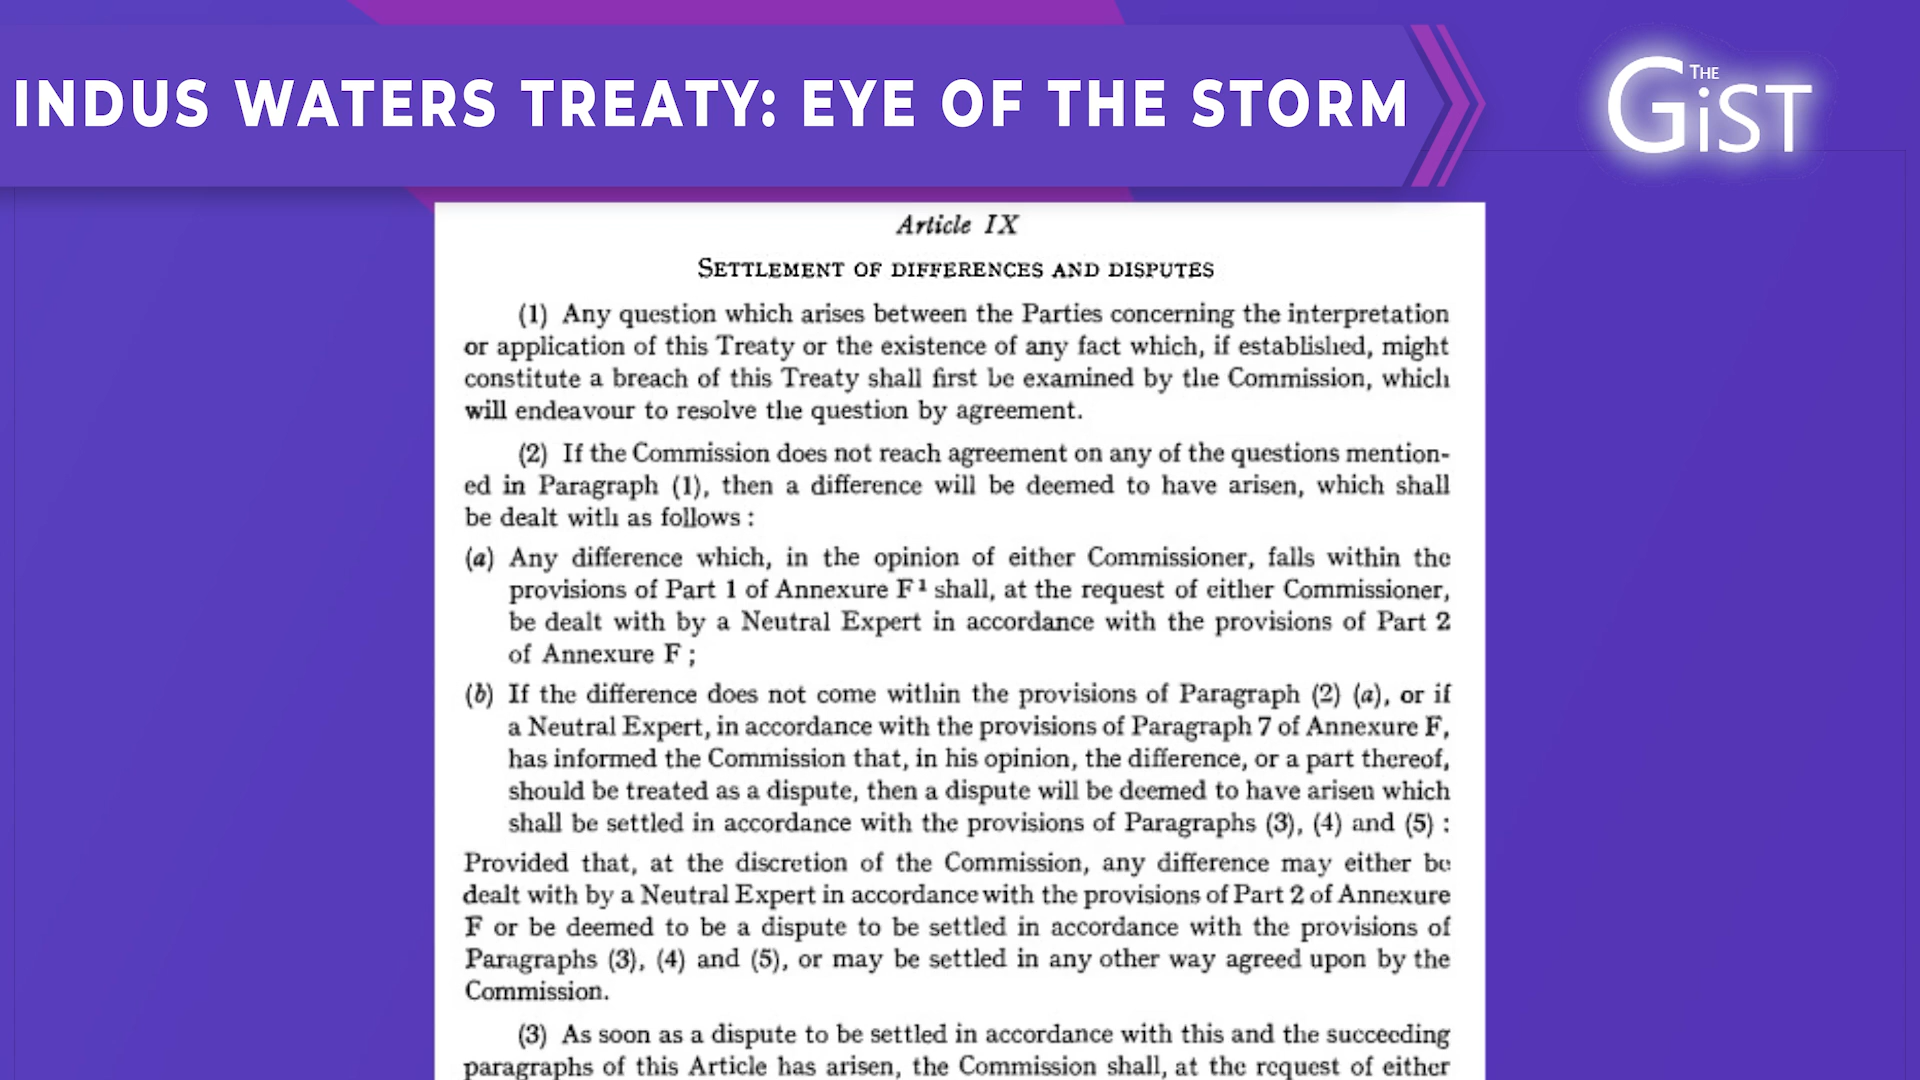 INDUS WATERS TREATY: EYE OF THE STORM
THE GiST
Article IX
SETTLEMENT OF DIFFERENCES AND DISPUTES
(1) Any question which arises between the Parties concerning the interpretation
or application of this Treaty or the existence of any fact which, if established, might
constitute a breach of this Treaty shall first be examined by the Commission, which
will endeavour to resolve the question by agreement.
(2) If the Commission does not reach agreement on any of the questions mention-
ed in Paragraph (1), then a difference will be deemed to have arisen, which shall
be dealt with as follows :
(a) Any difference which, in the opinion of either Commissioner, falls within the
provisions of Part 1 of Annexure F¹ shall, at the request of either Commissioner,
be dealt with by a Neutral Expert in accordance with the provisions of Part 2
of Annexure F ;
(b) If the difference does not come within the provisions of Paragraph (2) (a), or if
a Neutral Expert, in accordance with the provisions of Paragraph 7 of Annexure F,
has informed the Commission that, in his opinion, the difference, or a part thereof,
should be treated as a dispute, then a dispute will be deemed to have arisen which
shall be settled in accordance with the provisions of Paragraphs (3), (4) and (5) :
Provided that, at the discretion of the Commission, any difference may either be
dealt with by a Neutral Expert in accordance with the provisions of Part 2 of Annexure
F or be deemed to be a dispute to be settled in accordance with the provisions of
Paragraphs (3), (4) and (5), or may be settled in any other way agreed upon by the
Commission.
(3) As soon as a dispute to be settled in accordance with this and the succeeding
paragraphs of this Article has arisen, the Commission shall, at the request of either